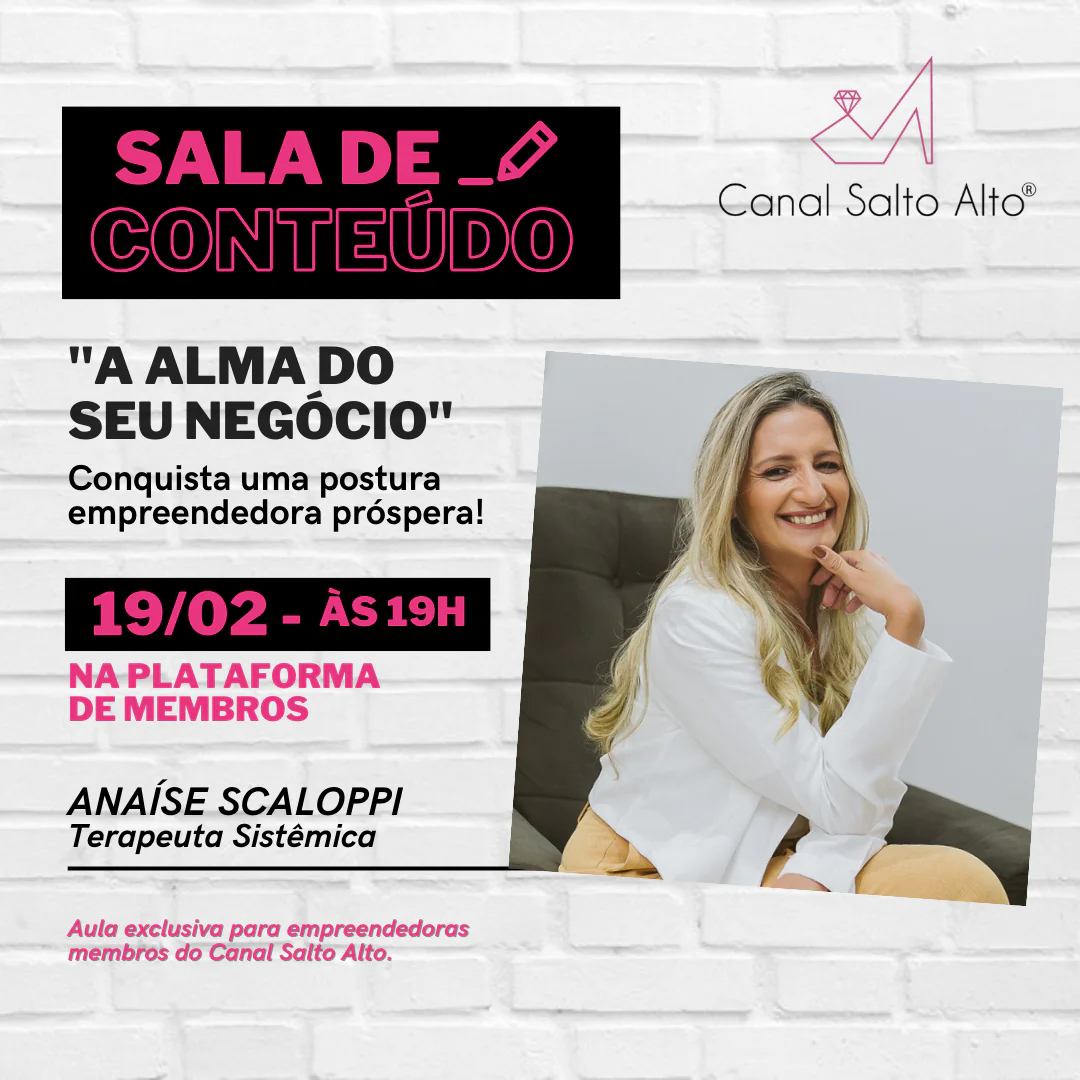 SALA DE _
CONTEÚDO
Canal Salto Alto®
"A ALMA DO
SEU NEGÓCIO"
Conquista uma postura
empreendedora próspera!
19/02 - ÀS 19H
NA PLATAFORMA
DE MEMBROS
ANAÍSE SCALOPPI
Terapeuta Sistêmica
Aula exclusiva para empreendedoras
membros do Canal Salto Alto.